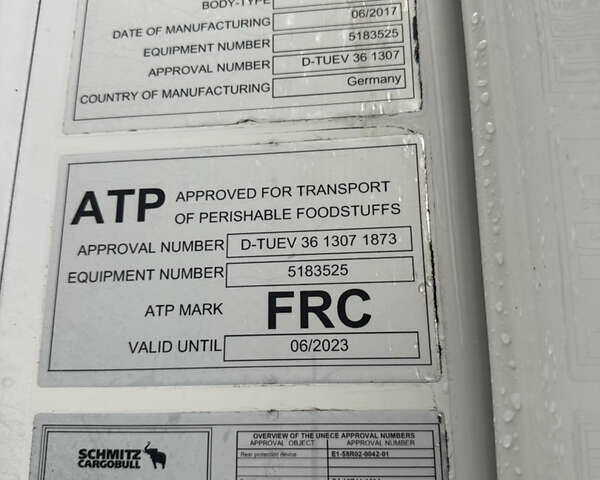 BODY-TYPE
DATE OF MANUFACTURING 06/2017
EQUIPMENT NUMBER 5183525
APPROVAL NUMBER D-TUEV 36 1307
COUNTRY OF MANUFACTURING Germany
ATP APPROVED FOR TRANSPORT
OF PERISHABLE FOODSTUFFS
APPROVAL NUMBER D-TUEV 36 1307 1873
EQUIPMENT NUMBER 5183525
ATP MARK FRC
VALID UNTIL 06/2023
SCHMITZ
CARGOBULL
OVERVIEW OF THE UNECE APPROVAL NUMBERS
APPROVAL OBJECT APPROVAL NUMBER
Rear protection device E1-58R02-0042-01